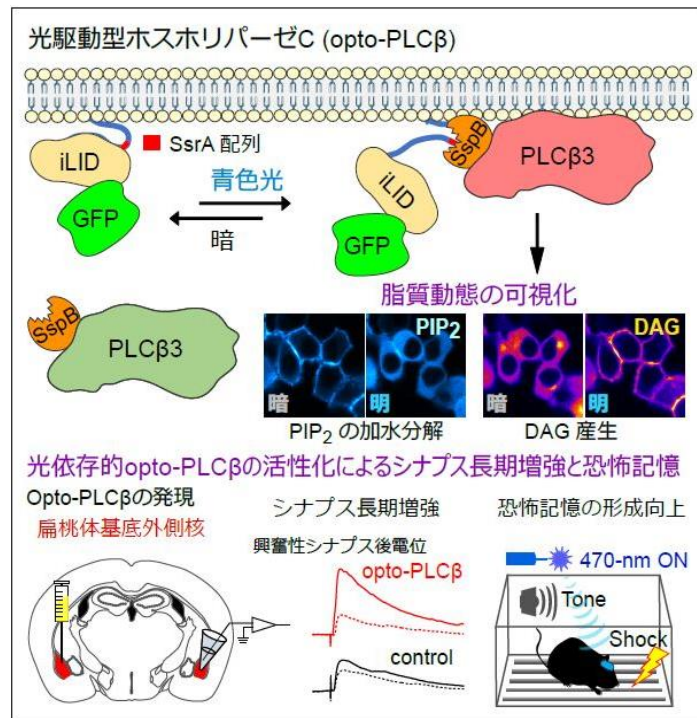 光駆動型ホスホリパーゼC (opto-PLCβ)
iLID
GFP
SsrA 配列
青色光
暗
SspB
PLCβ3
iLID
GFP
SspB
PLCβ3
脂質動態の可視化
PIP₂
暗
明
DAG
暗
明
PIP₂ の加水分解
DAG 産生
光依存的opto-PLCβの活性化によるシナプス長期増強と恐怖記憶
Opto-PLCβの発現
扁桃体基底外側核
シナプス長期増強
興奮性シナプス後電位
opto-PLCβ
control
恐怖記憶の形成向上
470-nm ON
Tone
Shock